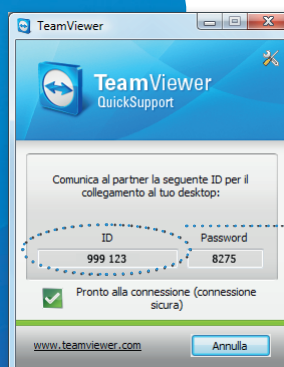 TeamViewer
TeamViewer
QuickSupport
Comunica al partner la seguente ID per il
collegamento al tuo desktop:
ID
Password
999 123
8275
Pronto alla connessione (connessione
sicura)
www.teamviewer.com
Annulla